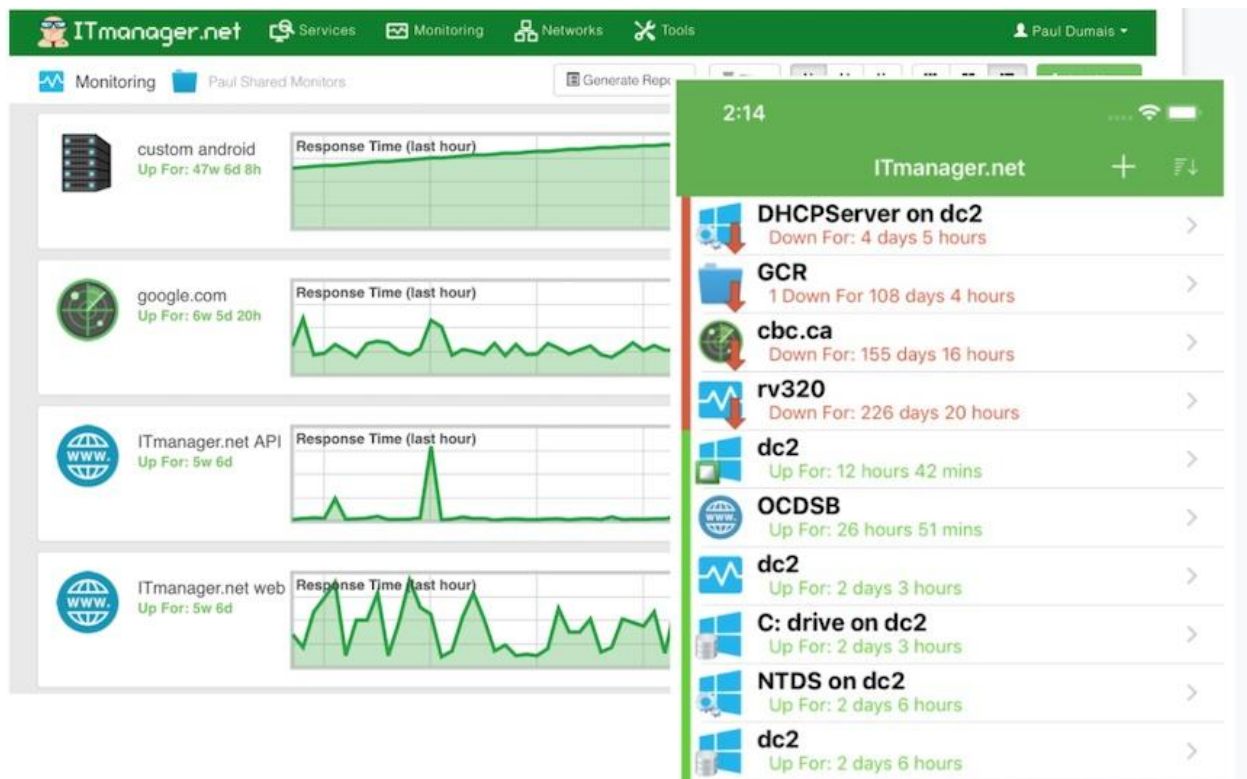 ITmanager.net Services Monitoring Networks Tools Paul Dumais
Monitoring Paul Shared Monitors Generate
custom android
Up For: 47w 6d 8h
Response Time (last hour)
google.com
Up For: 6w 5d 20h
Response Time (last hour)
www.
ITmanager.net API
Up For: 5w 6d
Response Time (last hour)
www.
ITmanager.net web
Up For: 5w 6d
Response Time (last hour)
2:14
ITmanager.net
DHCPServer on dc2
Down For: 4 days 5 hours
GCR
1 Down For 108 days 4 hours
cbc.ca
Down For: 155 days 16 hours
rv320
Down For: 226 days 20 hours
dc2
Up For: 12 hours 42 mins
www.
OCDSB
Up For: 26 hours 51 mins
dc2
Up For: 2 days 3 hours
C: drive on dc2
Up For: 2 days 3 hours
NTDS on dc2
Up For: 2 days 6 hours
dc2
Up For: 2 days 6 hours